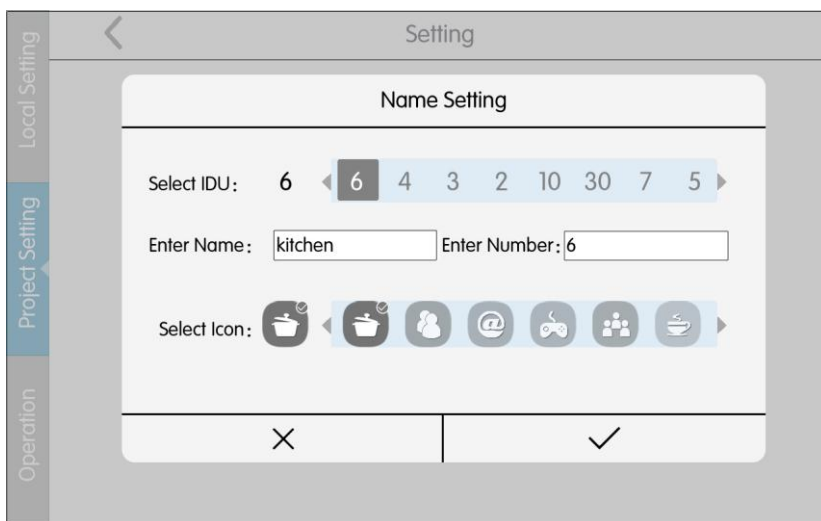 Setting
Local Setting
Project Setting
Operation
Name Setting
Select IDU: 6 6 4 3 2 10 30 7 5
Enter Name: kitchen Enter Number: 6
Select Icon: @